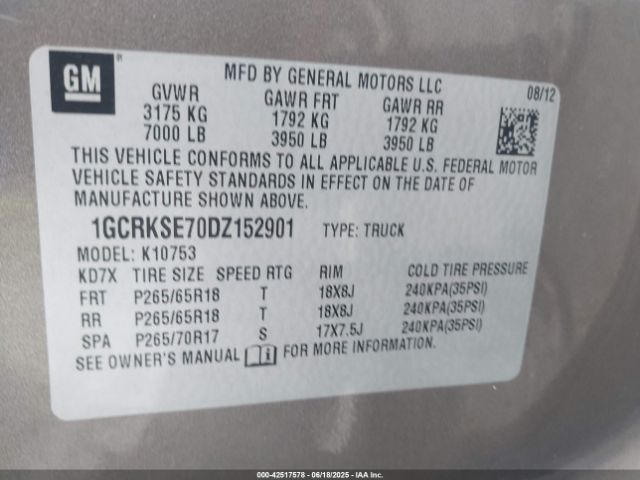 GM
®
MFD BY GENERAL MOTORS LLC
08/12
GVWR GAWR FRT GAWR RR
3175 KG 1792 KG 1792 KG
7000 LB 3950 LB 3950 LB
THIS VEHICLE CONFORMS TO ALL APPLICABLE U.S. FEDERAL MOTOR
VEHICLE SAFETY STANDARDS IN EFFECT ON THE DATE OF
MANUFACTURE SHOWN ABOVE.
1GCRKSE70DZ152901 TYPE: TRUCK
MODEL: K10753
KD7X TIRE SIZE SPEED RTG RIM COLD TIRE PRESSURE
FRT P265/65R18 T 18X8J 240KPA(35PSI)
RR P265/65R18 T 18X8J 240KPA(35PSI)
SPA P265/70R17 S 17X7.5J 240KPA(35PSI)
SEE OWNER'S MANUAL FOR MORE INFORMATION.
000-42517578 - 06/18/2025 - IAA Inc.